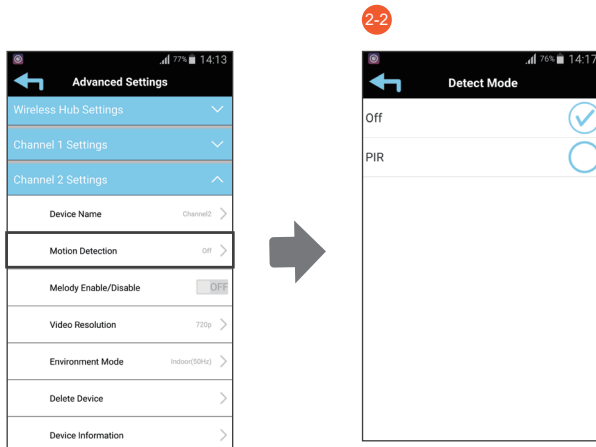 2-2
77% 14:13
Advanced Settings
Wireless Hub Settings
Channel 1 Settings
Channel 2 Settings
Device Name Channel2
Motion Detection Off
Melody Enable/Disable OFF
Video Resolution 720p
Environment Mode Indoor(50Hz)
Delete Device
Device Information
76% 14:17
Detect Mode
Off
PIR